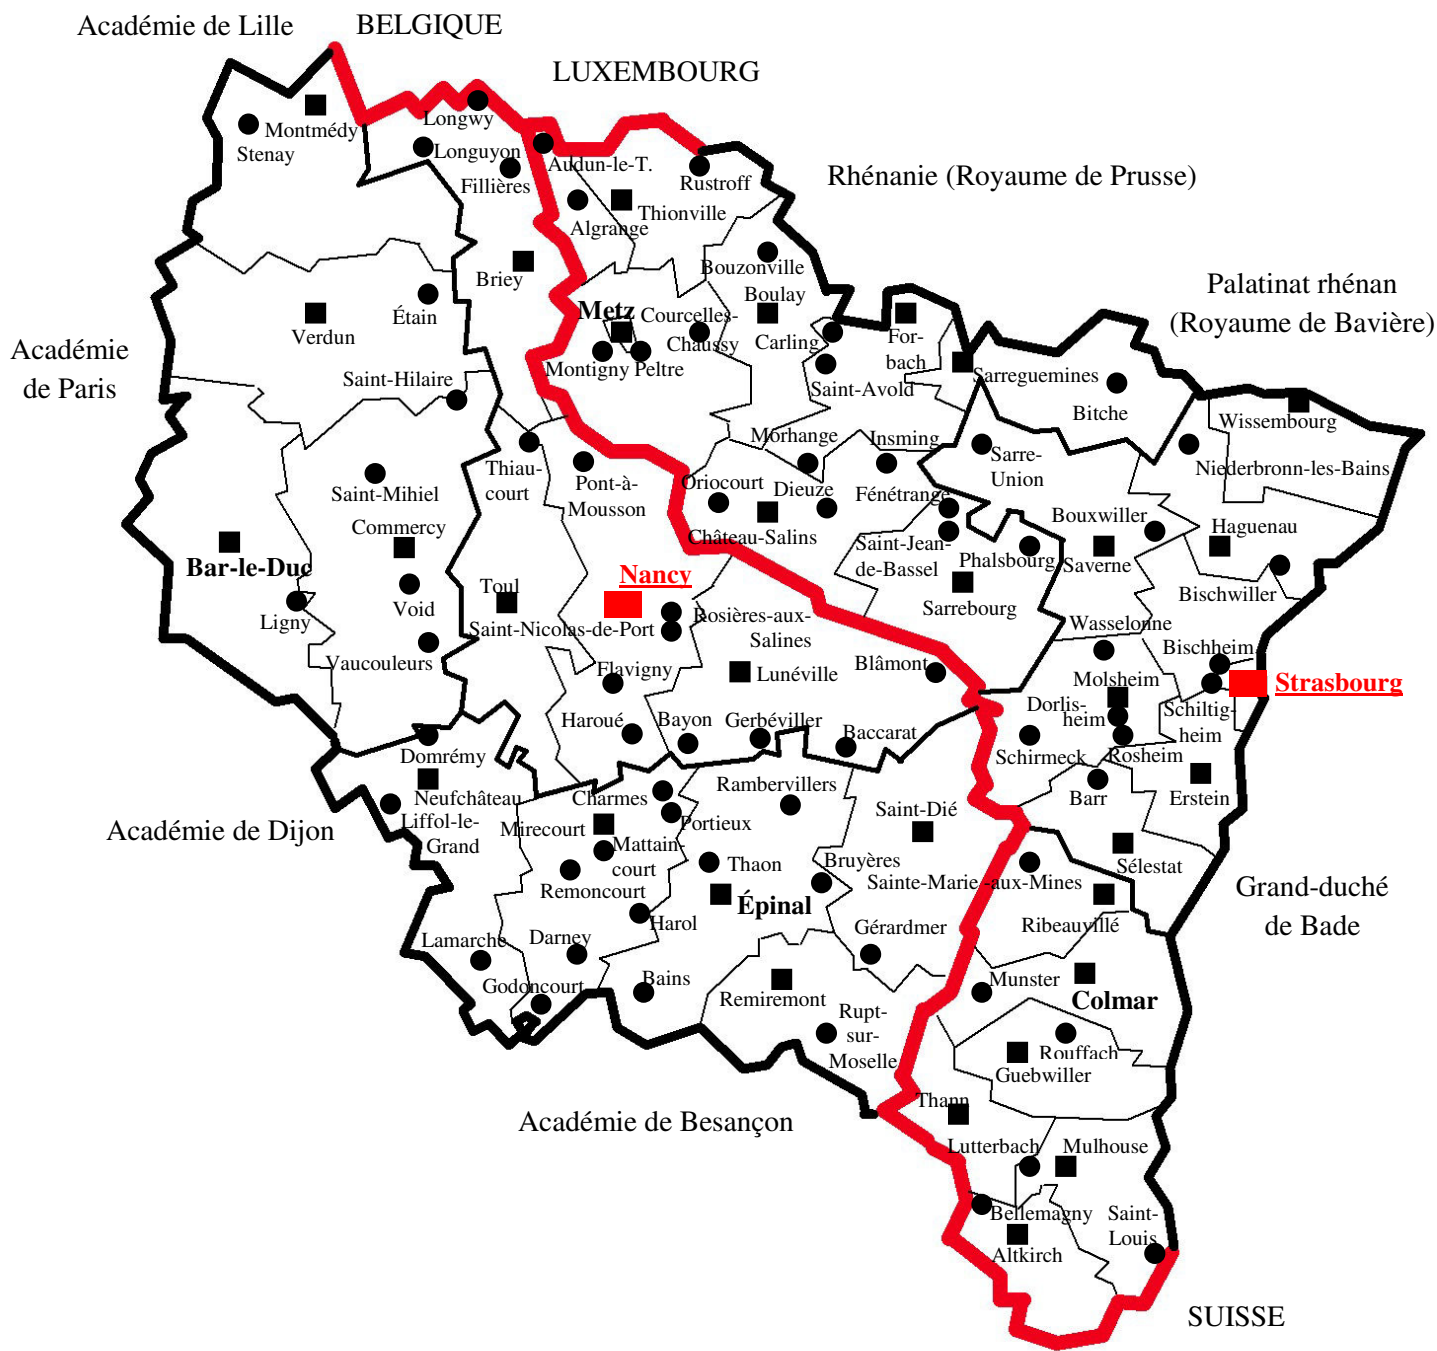 Académie de Lille
BELGIQUE
LUXEMBOURG
Longwy
Montmédy
Stenay
Longuyon
Fillières
Audun-le-T.
Rustroff
Rhénanie (Royaume de Prusse)
Algrange
Thionville
Briey
Bouzonville
Boulay
Palatinat rhénan
(Royaume de Bavière)
Étain
Verdun
Metz
Courcelles-
Chaussy
Carling
For-
bach
Académie
de Paris
Montigny
Peltre
Saint-Hilaire
Saint-Avold
Sarreguemines
Bitche
Wissembourg
Morhange
Insming
Sarre-
Union
Niederbronn-les-Bains
Thiau-
court
Pont-à-
Mousson
Saint-Mihiel
Oriocourt
Dieuze
Fénétrange
Commercy
Château-Salins
Bouxwiller
Haguenau
Saint-Jean-
de-Bassel
Phalsbourg
Saverne
Bar-le-Duc
Nancy
Toul
Void
Sarrebourg
Bischwiller
Ligny
Saint-Nicolas-de-Port
Rosières-aux-
Salines
Wasselonne
Vaucouleurs
Flavigny
Lunéville
Blâmont
Bischheim
Molsheim
Strasbourg
Dorlis-
heim
Schiltig-
heim
Haroué
Bayon
Gerbéviller
Baccarat
Schirmeck
Rosheim
Domrémy
Neufchâteau
Charmes
Rambervillers
Barr
Erstein
Académie de Dijon
Liffol-le-
Grand
Mirecourt
Portieux
Saint-Dié
Mattain-
court
Thaon
Bruyères
Sélestat
Remoncourt
Sainte-Marie -aux-Mines
Épinal
Grand-duché
de Bade
Harol
Ribeauvillé
Lamarche
Darney
Gérardmer
Godoncourt
Bains
Remiremont
Munster
Colmar
Rupt-
sur-
Moselle
Rouffach
Guebwiller
Académie de Besançon
Thann
Lutterbach
Mulhouse
Bellemagny
Saint-
Louis
Altkirch
SUISSE